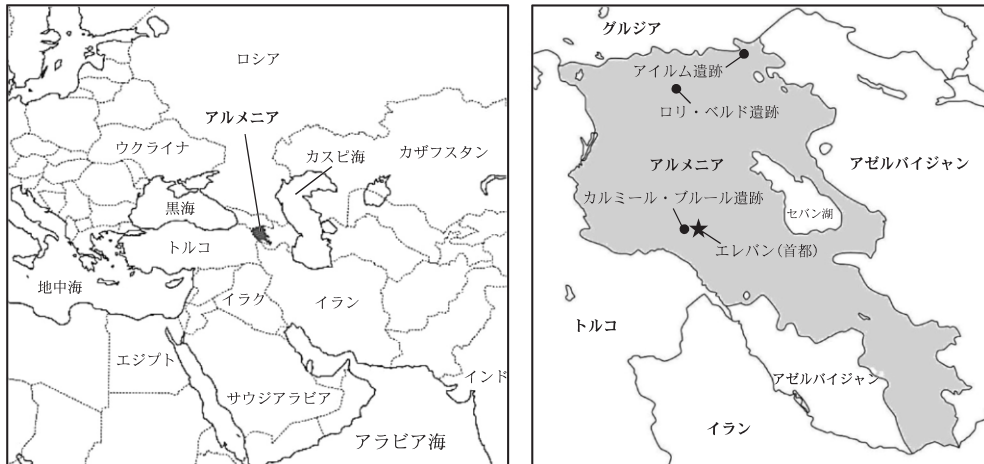 ロシア
アルメニア
ウクライナ
カスピ海
カザフスタン
黒海
トルコ
地中海
イラク
イラン
エジプト
サウジアラビア
インド
アラビア海
グルジア
アイルム遺跡
ロリ・ベルド遺跡
アルメニア
アゼルバイジャン
カルミール・ブルール遺跡
セバン湖
エレバン(首都)
トルコ
アゼルバイジャン
イラン